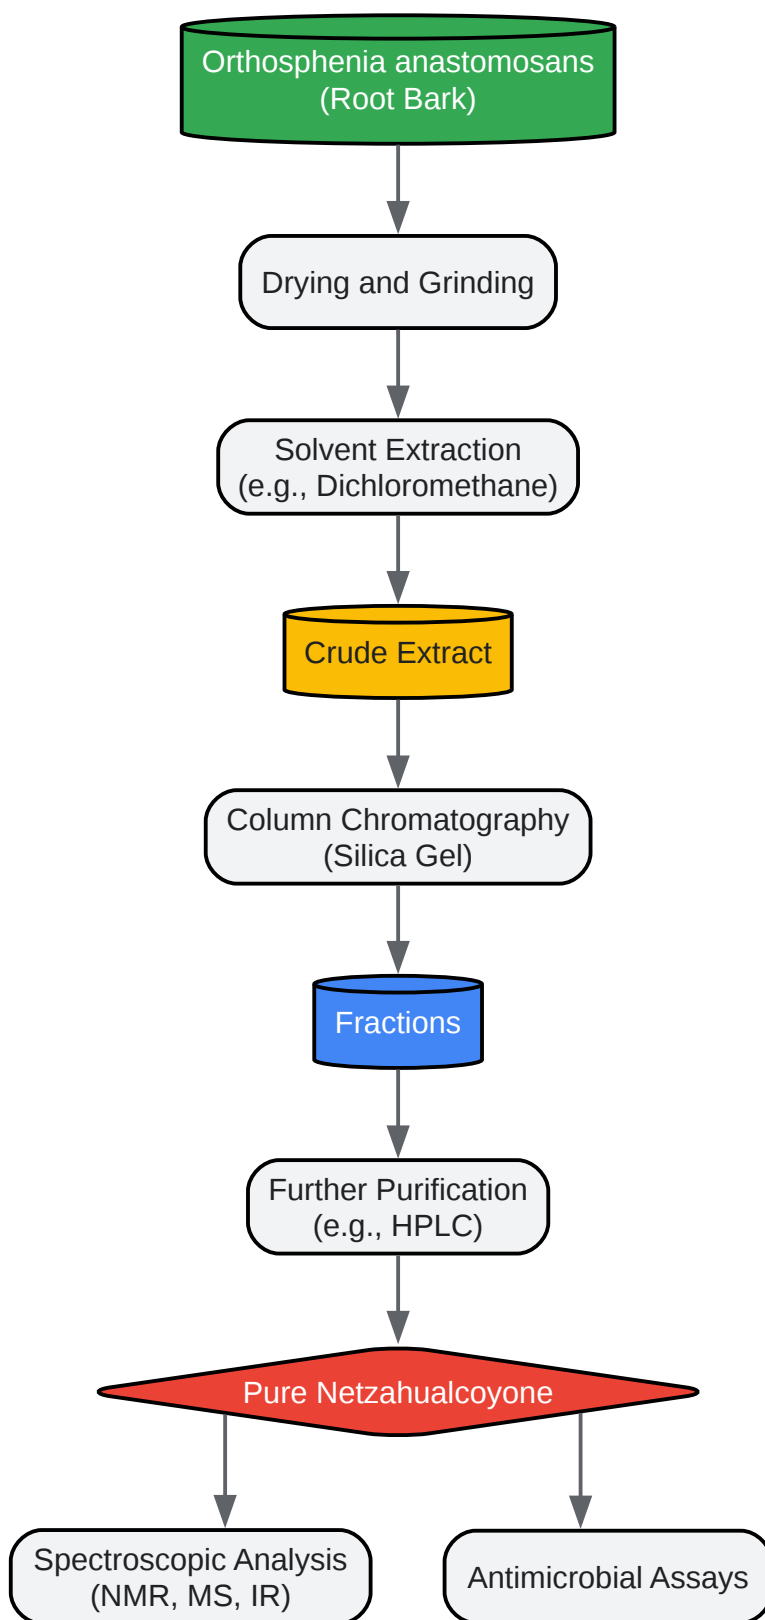 Orthosphenia anastomosans
(Root Bark)
Drying and Grinding
Solvent Extraction
(e.g., Dichloromethane)
Crude Extract
Column Chromatography
(Silica Gel)
Fractions
Further Purification
(e.g., HPLC)
Pure Netzahualcoyone
Spectroscopic Analysis
(NMR, MS, IR)
Antimicrobial Assays